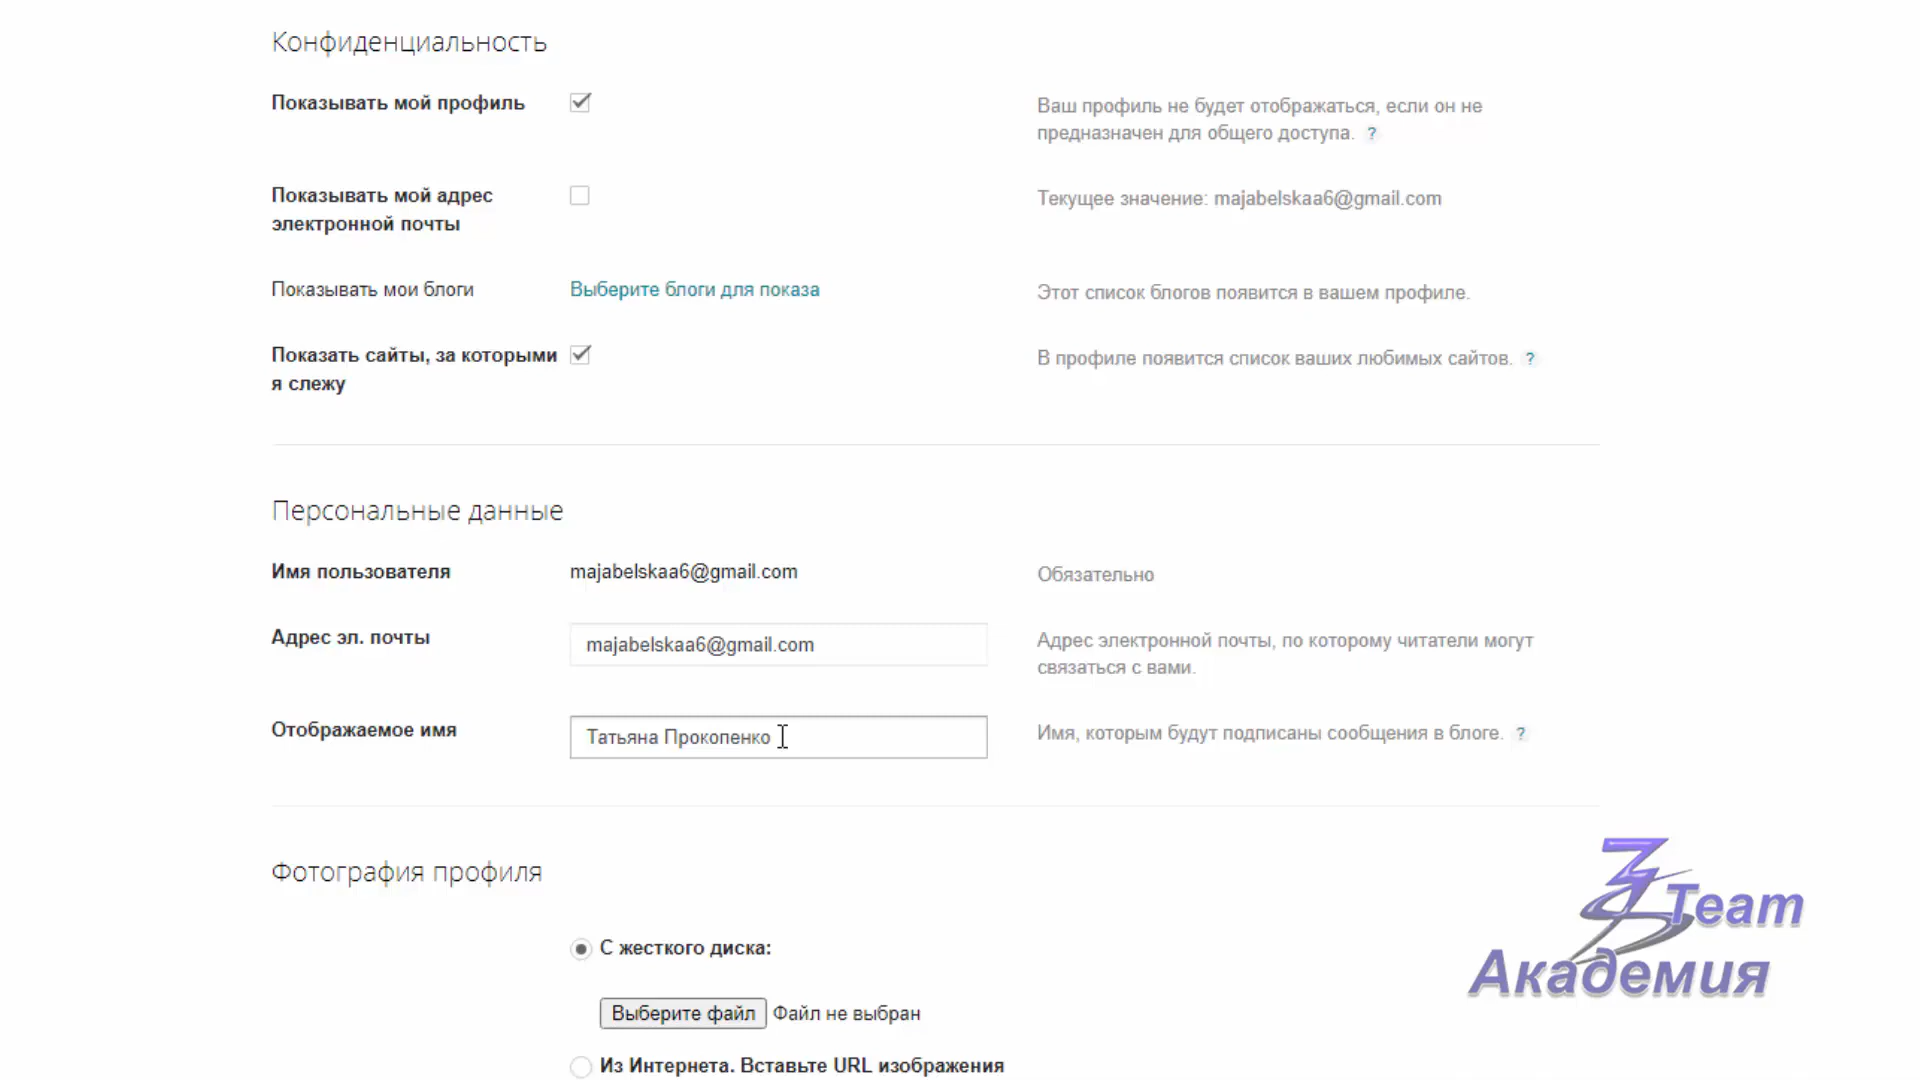 Конфиденциальность
Показывать мой профиль
Ваш профиль не будет отображаться, если он не
предназначен для общего доступа. ?
Показывать мой адрес
электронной почты
Текущее значение: majabelskaa6@gmail.com
Показывать мои блоги
Выберите блоги для показа
Этот список блогов появится в вашем профиле.
Показать сайты, за которыми
я слежу
В профиле появится список ваших любимых сайтов. ?
Персональные данные
Имя пользователя
majabelskaa6@gmail.com
Обязательно
Адрес эл. почты
majabelskaa6@gmail.com
Адрес электронной почты, по которому читатели могут
связаться с вами.
Отображаемое имя
Татьяна Прокопенко
Имя, которым будут подписаны сообщения в блоге. ?
Фотография профиля
С жесткого диска:
Выберите файл Файл не выбран
Из Интернета. Вставьте URL изображения
Team
Академия